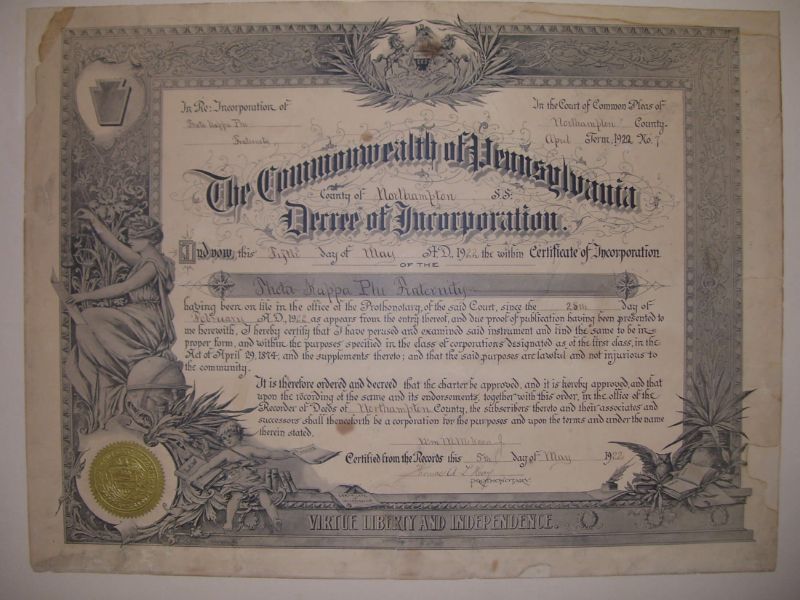 In Re: Incorporation of
Theta Kappa Phi
Fraternity
In the Court of Common Pleas of
Northampton County.
April Term, 1922 No.
The Commonwealth of Pennsylvania
County of Northampton S.S.
Decree of Incorporation.
And now, this Fifth day of May A.D., 1922 the within Certificate of Incorporation
OF THE
Theta Kappa Phi Fraternity
having been on file in the office of the Prothonotary, of the said Court, since the 28th day of
February A.D., 1922 as appears from the entry thereof, and due proof of publication having been presented to
me herewith, I hereby certify that I have perused and examined said instrument and find the same to be in
proper form, and within the purposes specified in the class of corporations designated as of the first class, in the
Act of April 29, 1874; and the supplements thereto; and that the said purposes are lawful and not injurious to
the community.
It is therefore ordered and decreed that the charter be approved, and it is hereby approved, and that
upon the recording of the same and its endorsements, together with this order, in the office of the
Recorder of Deeds of Northampton County, the subscribers thereto and their associates and
successors shall thenceforth be a corporation for the purposes and upon the terms and under the name
therein stated.
Certified from the Records this 5th day of May 1922
PROTHONOTARY
VIRTUE LIBERTY AND INDEPENDENCE.